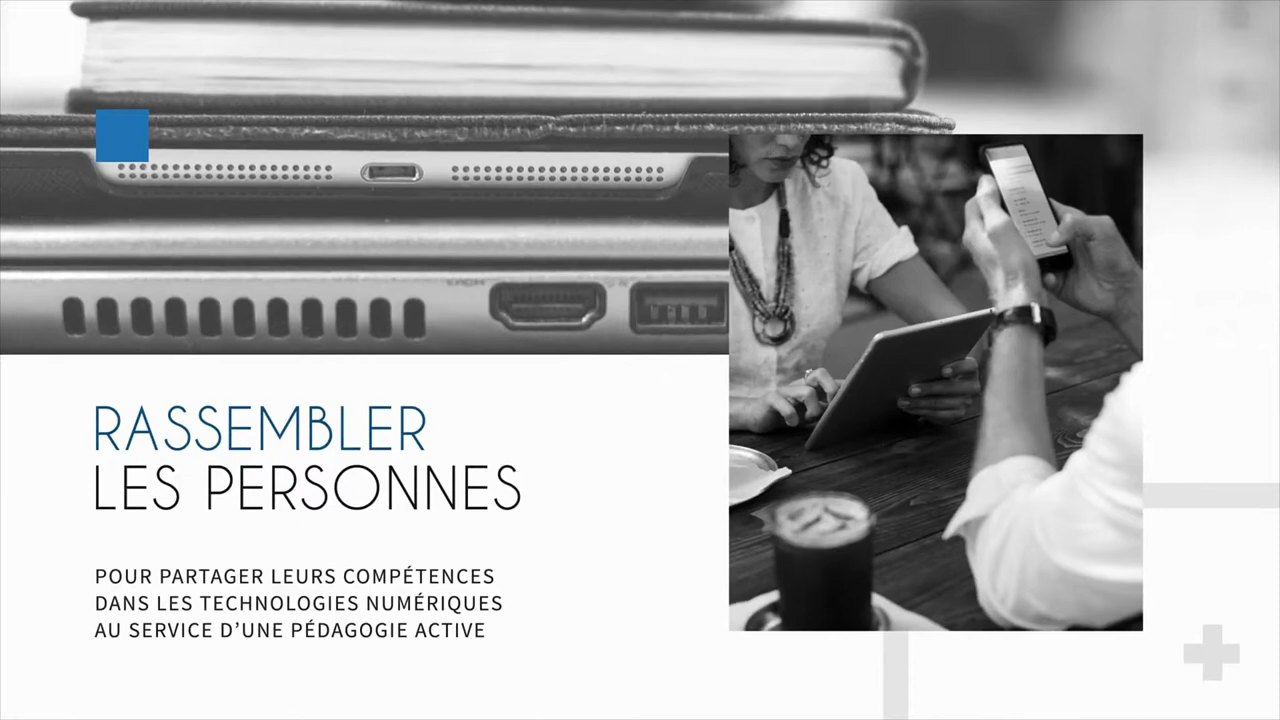 RASSEMBLER
LES PERSONNES
POUR PARTAGER LEURS COMPÉTENCES
DANS LES TECHNOLOGIES NUMÉRIQUES
AU SERVICE D’UNE PÉDAGOGIE ACTIVE